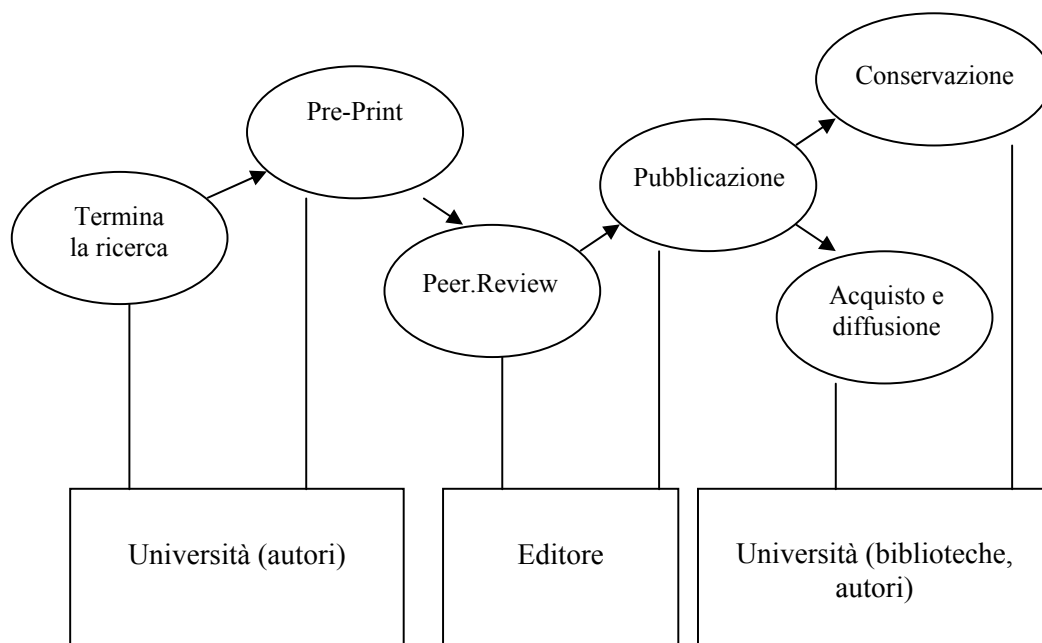 Termina
la ricerca
Pre-Print
Peer.Review
Pubblicazione
Conservazione
Acquisto e
diffusione
Università (autori)
Editore
Università (biblioteche,
autori)